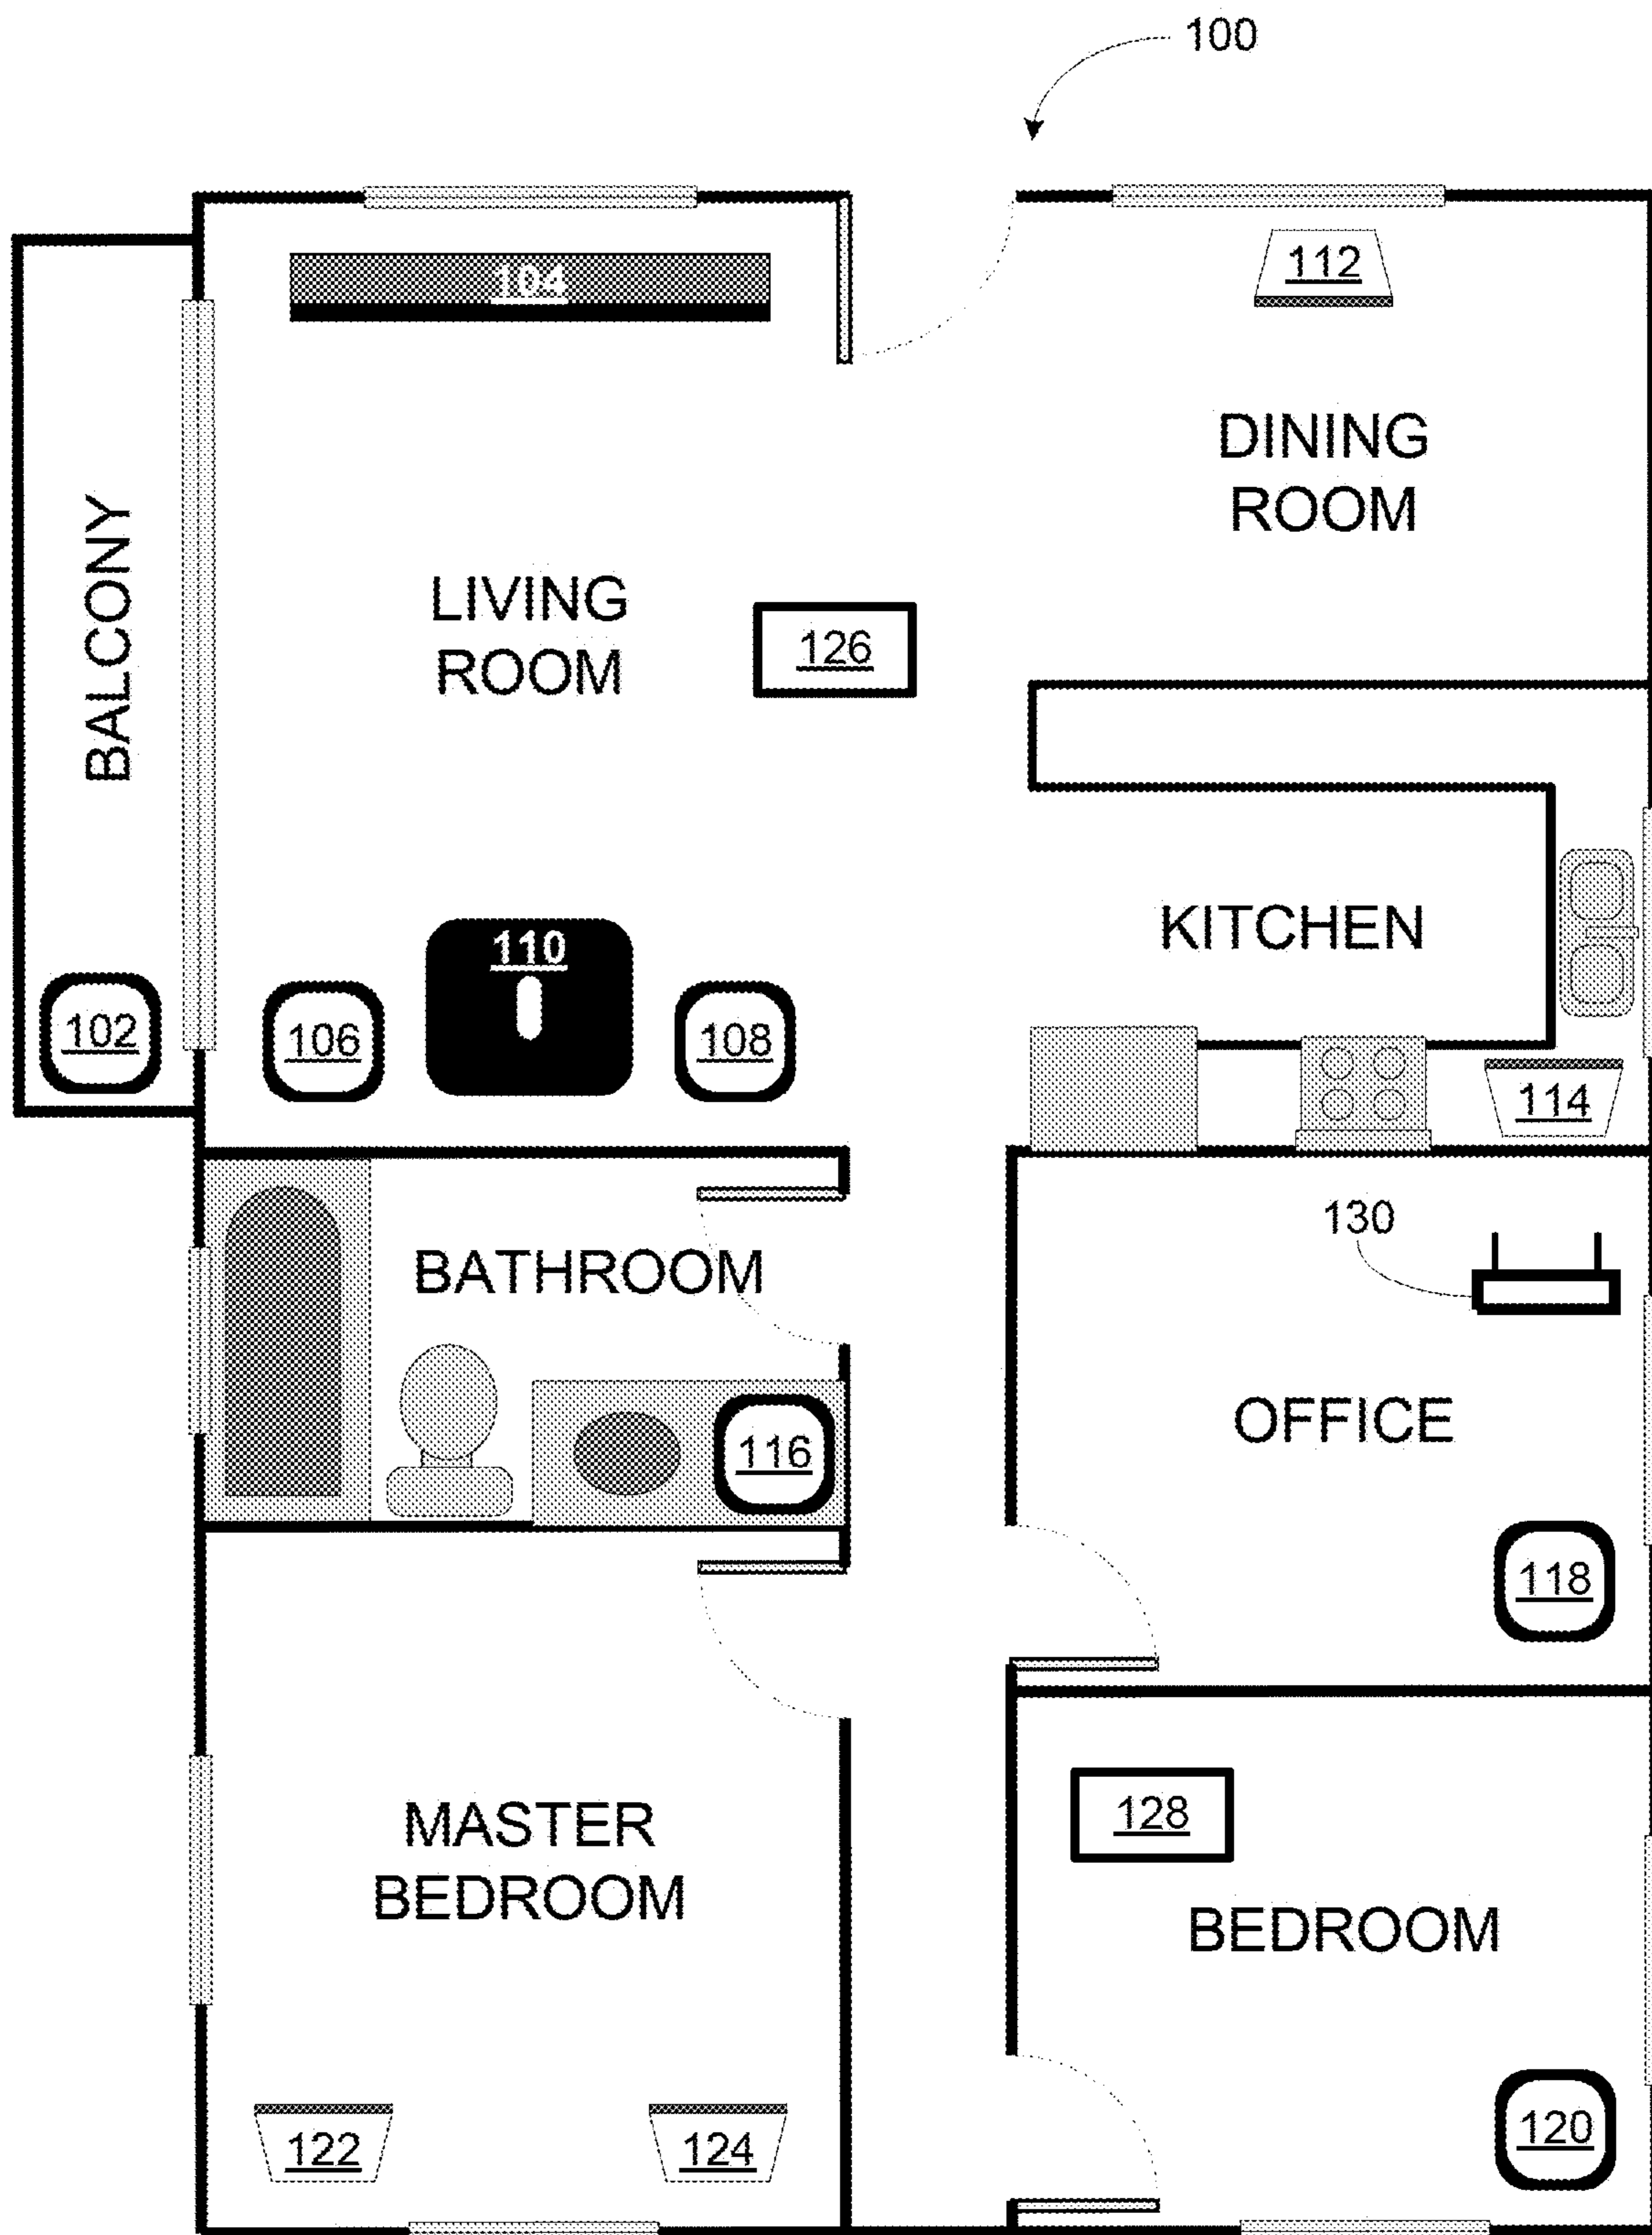 100
104
112
DINING
ROOM
BALCONY
LIVING
ROOM
126
KITCHEN
110
102
106
108
114
130
BATHROOM
OFFICE
116
118
128
MASTER
BEDROOM
BEDROOM
122
124
120